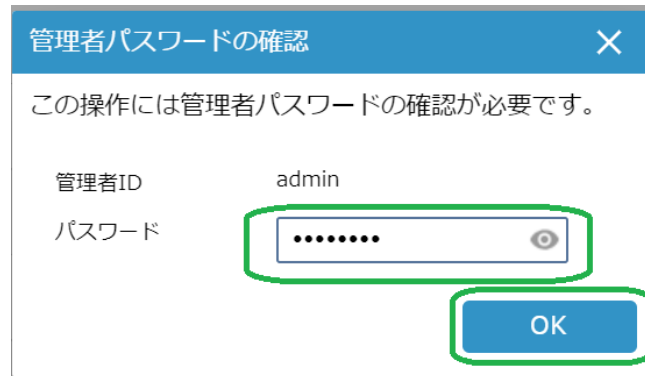 管理者パスワードの確認
この操作には管理者パスワードの確認が必要です。
管理者ID admin
パスワード ••••••••
OK